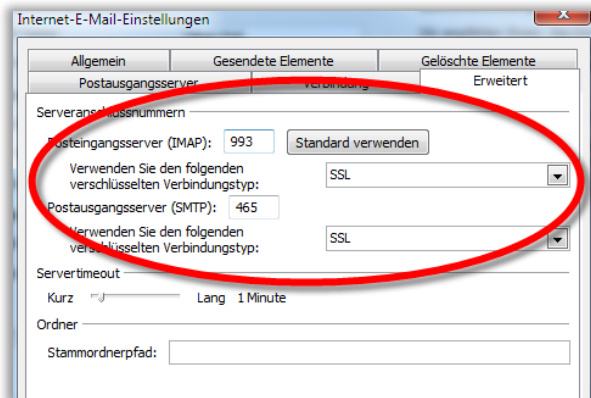 Internet-E-Mail-Einstellungen
Allgemein Gesendete Elemente Gelöschte Elemente
Postausgangsserver Verbindung Erweitert
Serveranschlussnummern
Posteingangsserver (IMAP): 993 Standard verwenden
Verwenden Sie den folgenden
verschlüsselten Verbindungstyp: SSL
Postausgangsserver (SMTP): 465
Verwenden Sie den folgenden
verschlüsselten Verbindungstyp: SSL
Servertimeout
Kurz Lang 1 Minute
Ordner
Stammordnerpfad: